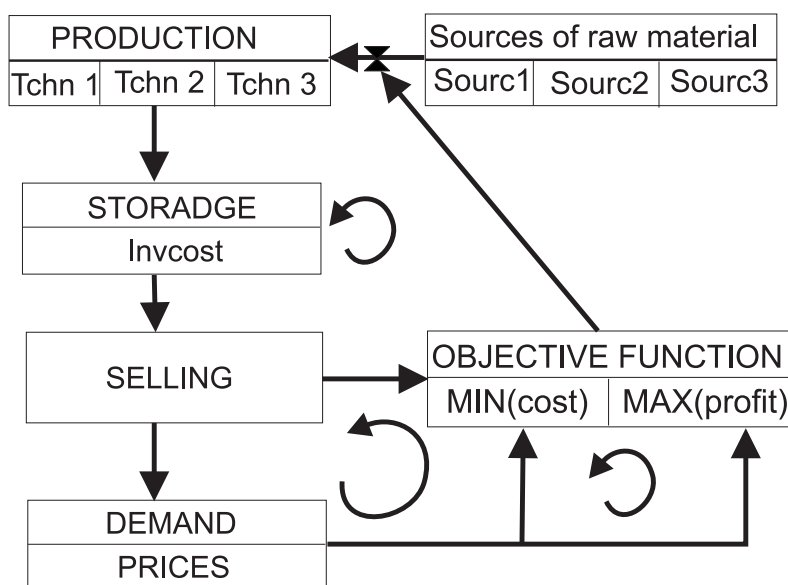 PRODUCTION
Tchn 1 Tchn 2 Tchn 3
Sources of raw material
Sourc1 Sourc2 Sourc3
STORADGE
Invcost
SELLING
OBJECTIVE FUNCTION
MIN(cost) MAX(profit)
DEMAND
PRICES